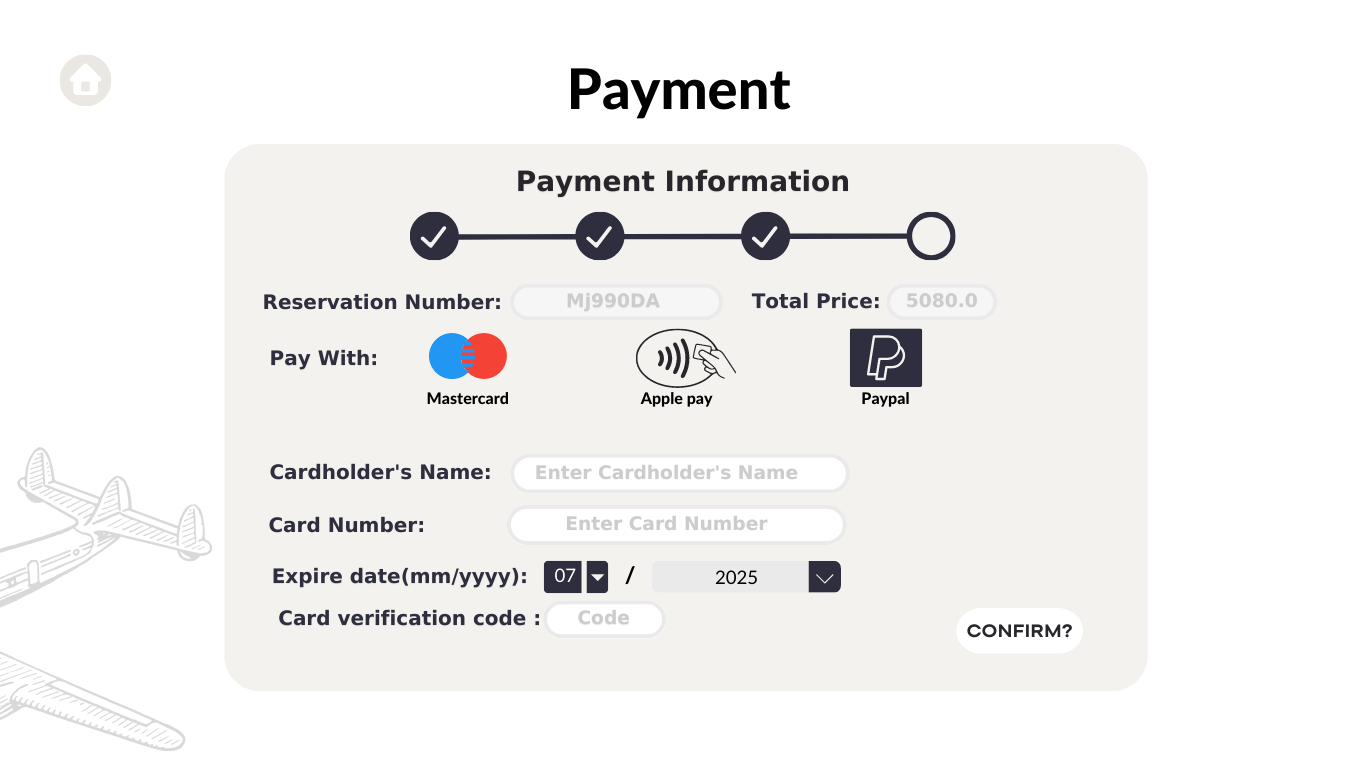 Payment
Payment Information
Reservation Number: Mj990DA Total Price: 5080.0
Pay With:
Mastercard Apple pay Paypal
Cardholder's Name: Enter Cardholder's Name
Card Number: Enter Card Number
Expire date(mm/yyyy): 07 / 2025
Card verification code : Code
CONFIRM?